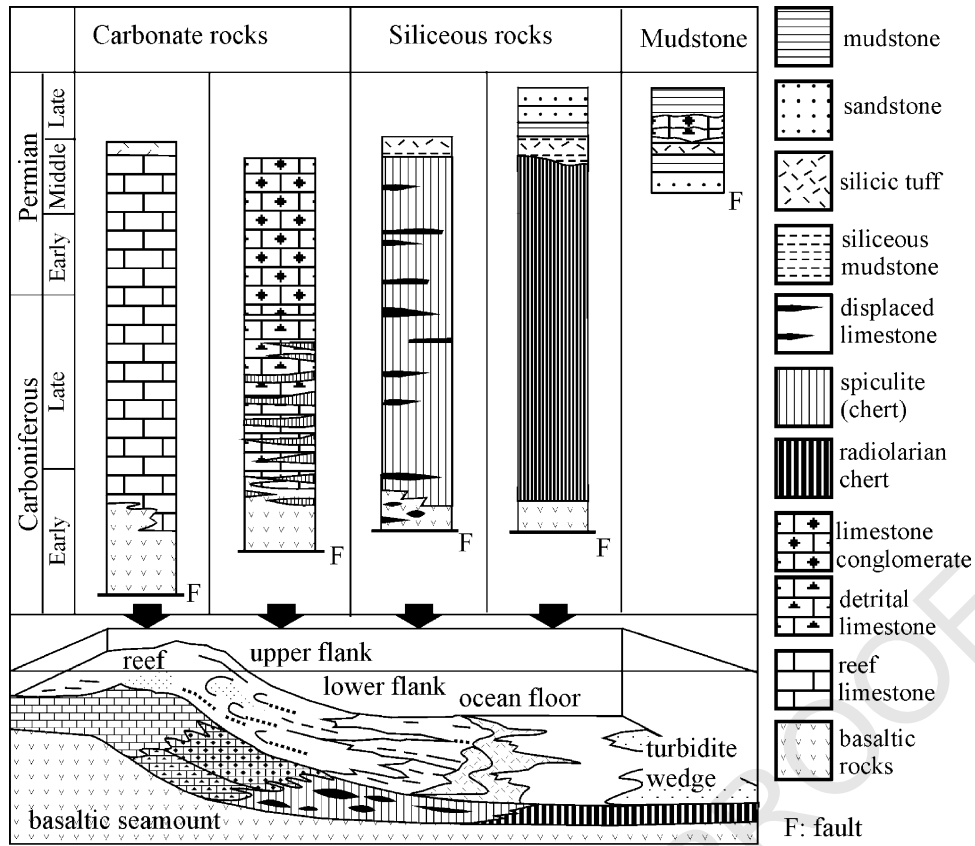 Carbonate rocks
Siliceous rocks
Mudstone
Permian
Late
Middle
Early
Carboniferous
Late
Early
F
F
F
F
F
reef
upper flank
lower flank
ocean floor
turbidite
wedge
basaltic seamount
mudstone
sandstone
silicic tuff
siliceous
mudstone
displaced
limestone
spiculite
(chert)
radiolarian
chert
limestone
conglomerate
detrital
limestone
reef
limestone
basaltic
rocks
F: fault
PROOF